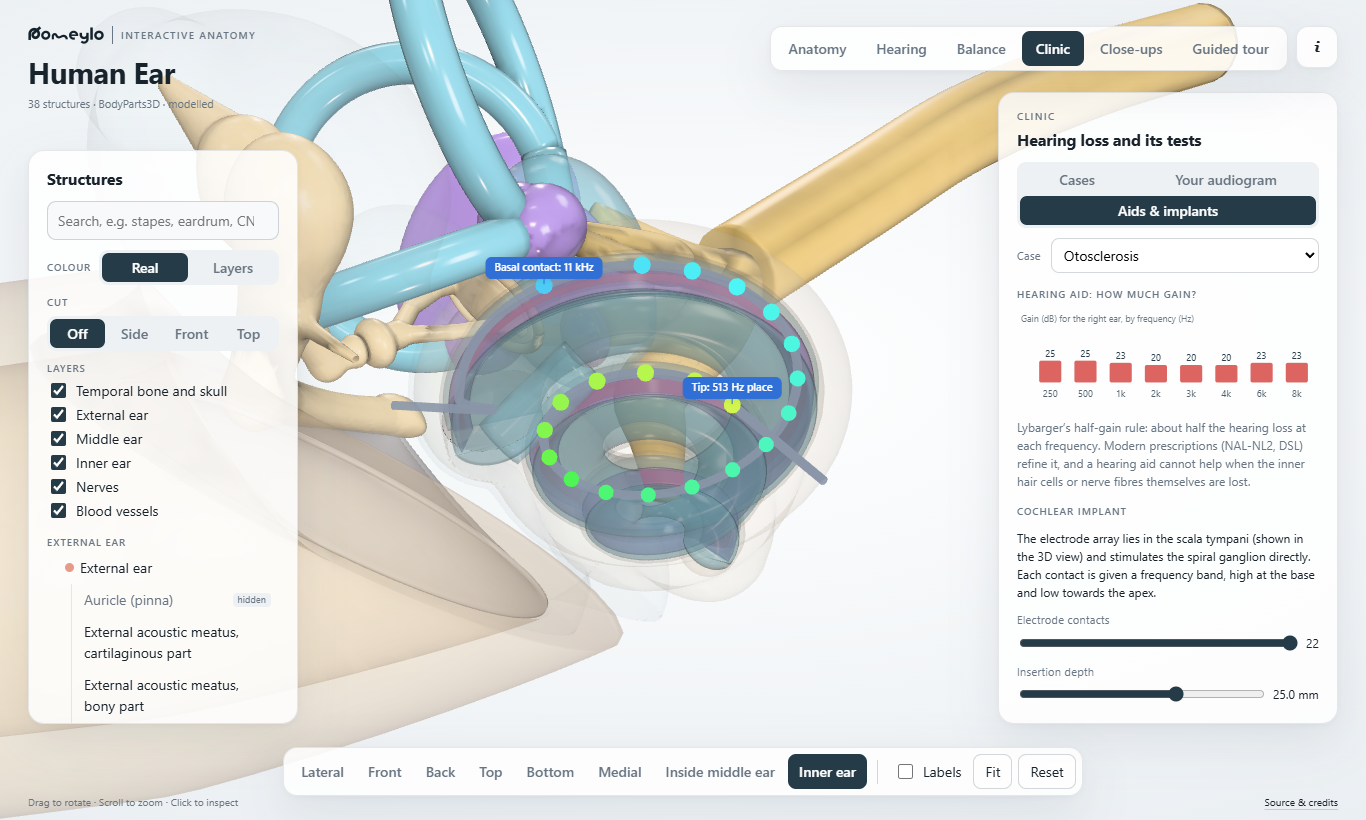 Domeylo | INTERACTIVE ANATOMY
Human Ear
38 structures · BodyParts3D · modelled
Anatomy Hearing Balance Clinic Close-ups Guided tour i
Structures
Search, e.g. stapes, eardrum, CN
COLOUR Real Layers
CUT
Off Side Front Top
LAYERS
Temporal bone and skull
External ear
Middle ear
Inner ear
Nerves
Blood vessels
EXTERNAL EAR
External ear
Auricle (pinna) hidden
External acoustic meatus,
cartilaginous part
External acoustic meatus,
bony part
Basal contact: 11 kHz
Tip: 513 Hz place
CLINIC
Hearing loss and its tests
Cases Your audiogram
Aids & implants
Case Otosclerosis
HEARING AID: HOW MUCH GAIN?
Gain (dB) for the right ear, by frequency (Hz)
25 25 23 20 20 20 23 23
250 500 1k 2k 3k 4k 6k 8k
Lybarger's half-gain rule: about half the hearing loss at
each frequency. Modern prescriptions (NAL-NL2, DSL)
refine it, and a hearing aid cannot help when the inner
hair cells or nerve fibres themselves are lost.
COCHLEAR IMPLANT
The electrode array lies in the scala tympani (shown in
the 3D view) and stimulates the spiral ganglion directly.
Each contact is given a frequency band, high at the base
and low towards the apex.
Electrode contacts
22
Insertion depth
25.0 mm
Lateral Front Back Top Bottom Medial Inside middle ear Inner ear Labels Fit Reset
Drag to rotate · Scroll to zoom · Click to inspect
Source & credits